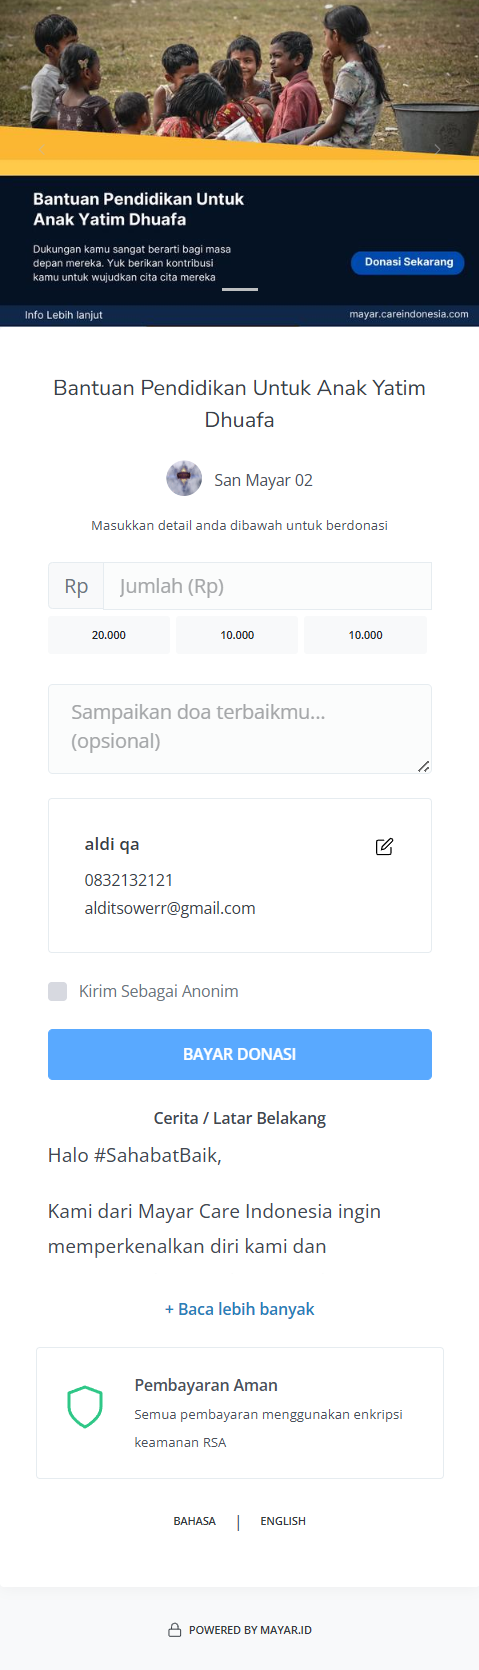 Bantuan Pendidikan Untuk
Anak Yatim Dhuafa
Dukungan kamu sangat berarti bagi masa
depan mereka. Yuk berikan kontribusi
kamu untuk wujudkan cita cita mereka
Donasi Sekarang
Info Lebih lanjut
mayar.careindonesia.com
Bantuan Pendidikan Untuk Anak Yatim
Dhuafa
San Mayar 02
Masukkan detail anda dibawah untuk berdonasi
Rp
Jumlah (Rp)
20.000
10.000
10.000
Sampaikan doa terbaikmu...
(opsional)
aldi qa
0832132121
alditsowerr@gmail.com
Kirim Sebagai Anonim
BAYAR DONASI
Cerita / Latar Belakang
Halo #SahabatBaik,
Kami dari Mayar Care Indonesia ingin
memperkenalkan diri kami dan
+ Baca lebih banyak
Pembayaran Aman
Semua pembayaran menggunakan enkripsi
keamanan RSA
BAHASA | ENGLISH
POWERED BY MAYAR.ID